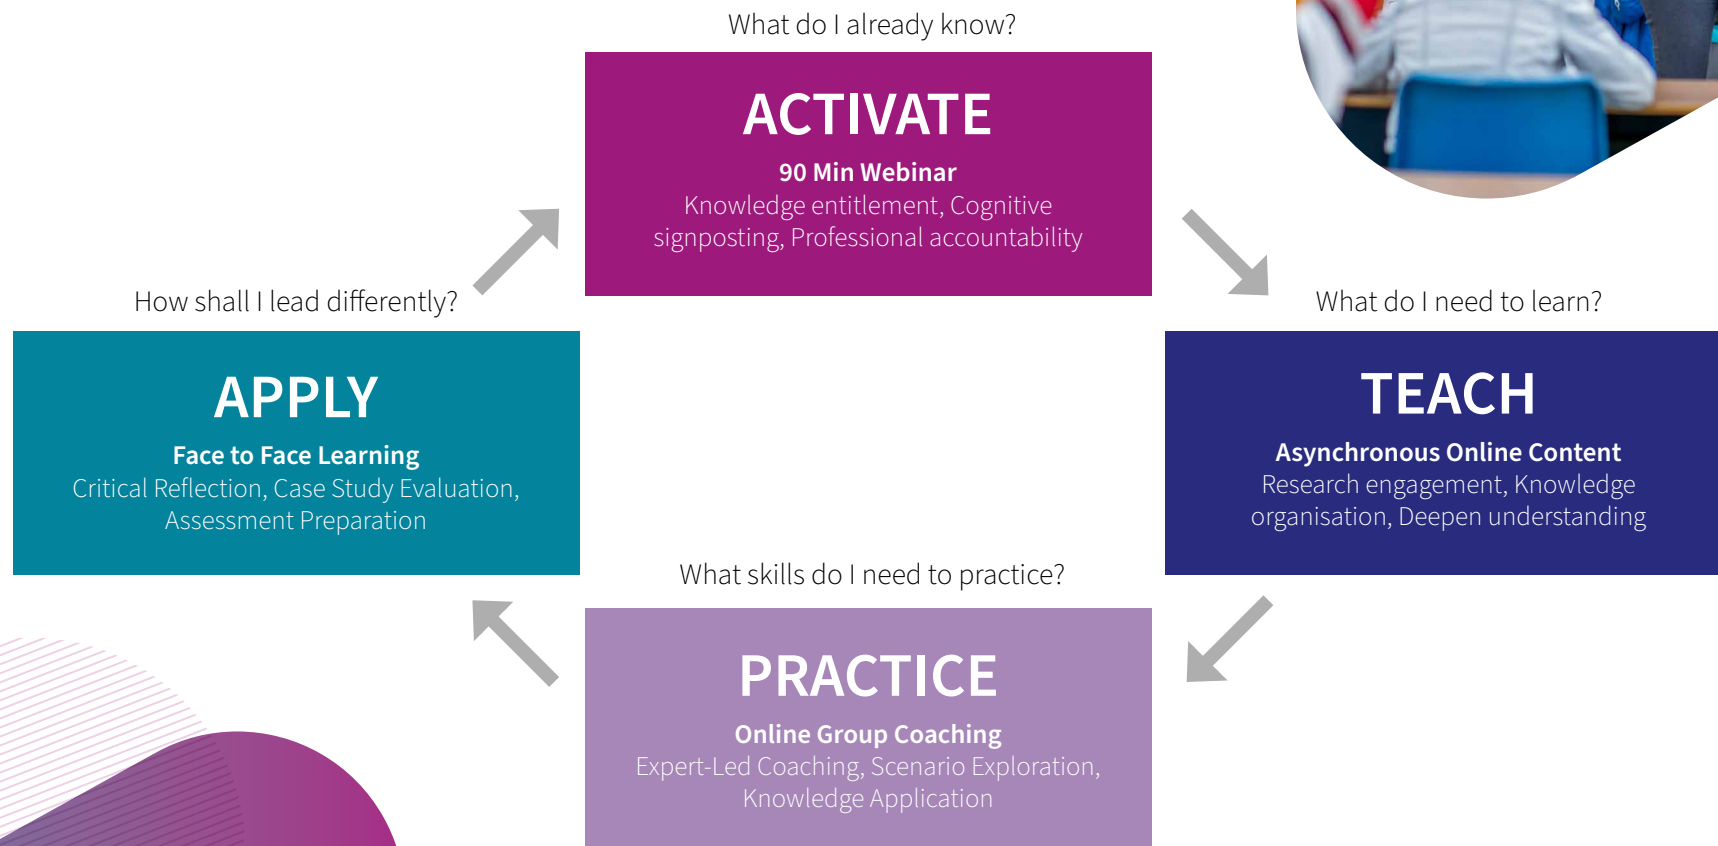 What do I already know?
ACTIVATE
90 Min Webinar
Knowledge entitlement, Cognitive
signposting, Professional accountability
How shall I lead differently?
What do I need to learn?
APPLY
Face to Face Learning
Critical Reflection, Case Study Evaluation,
Assessment Preparation
TEACH
Asynchronous Online Content
Research engagement, Knowledge
organisation, Deepen understanding
What skills do I need to practice?
PRACTICE
Online Group Coaching
Expert-Led Coaching, Scenario Exploration,
Knowledge Application